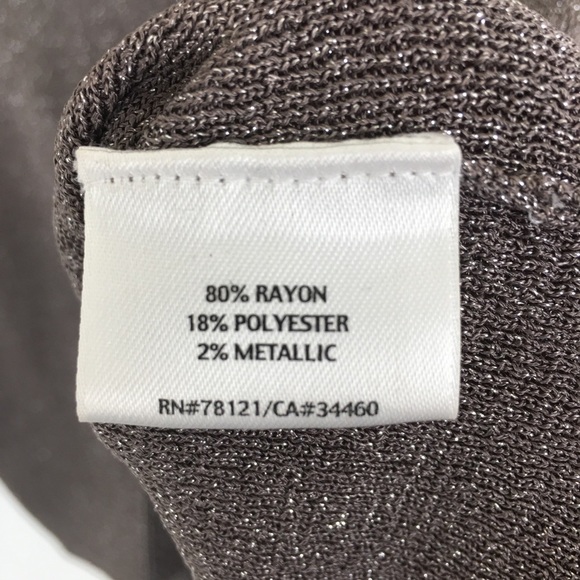 80% RAYON
18% POLYESTER
2% METALLIC
RN#78121/CA#34460